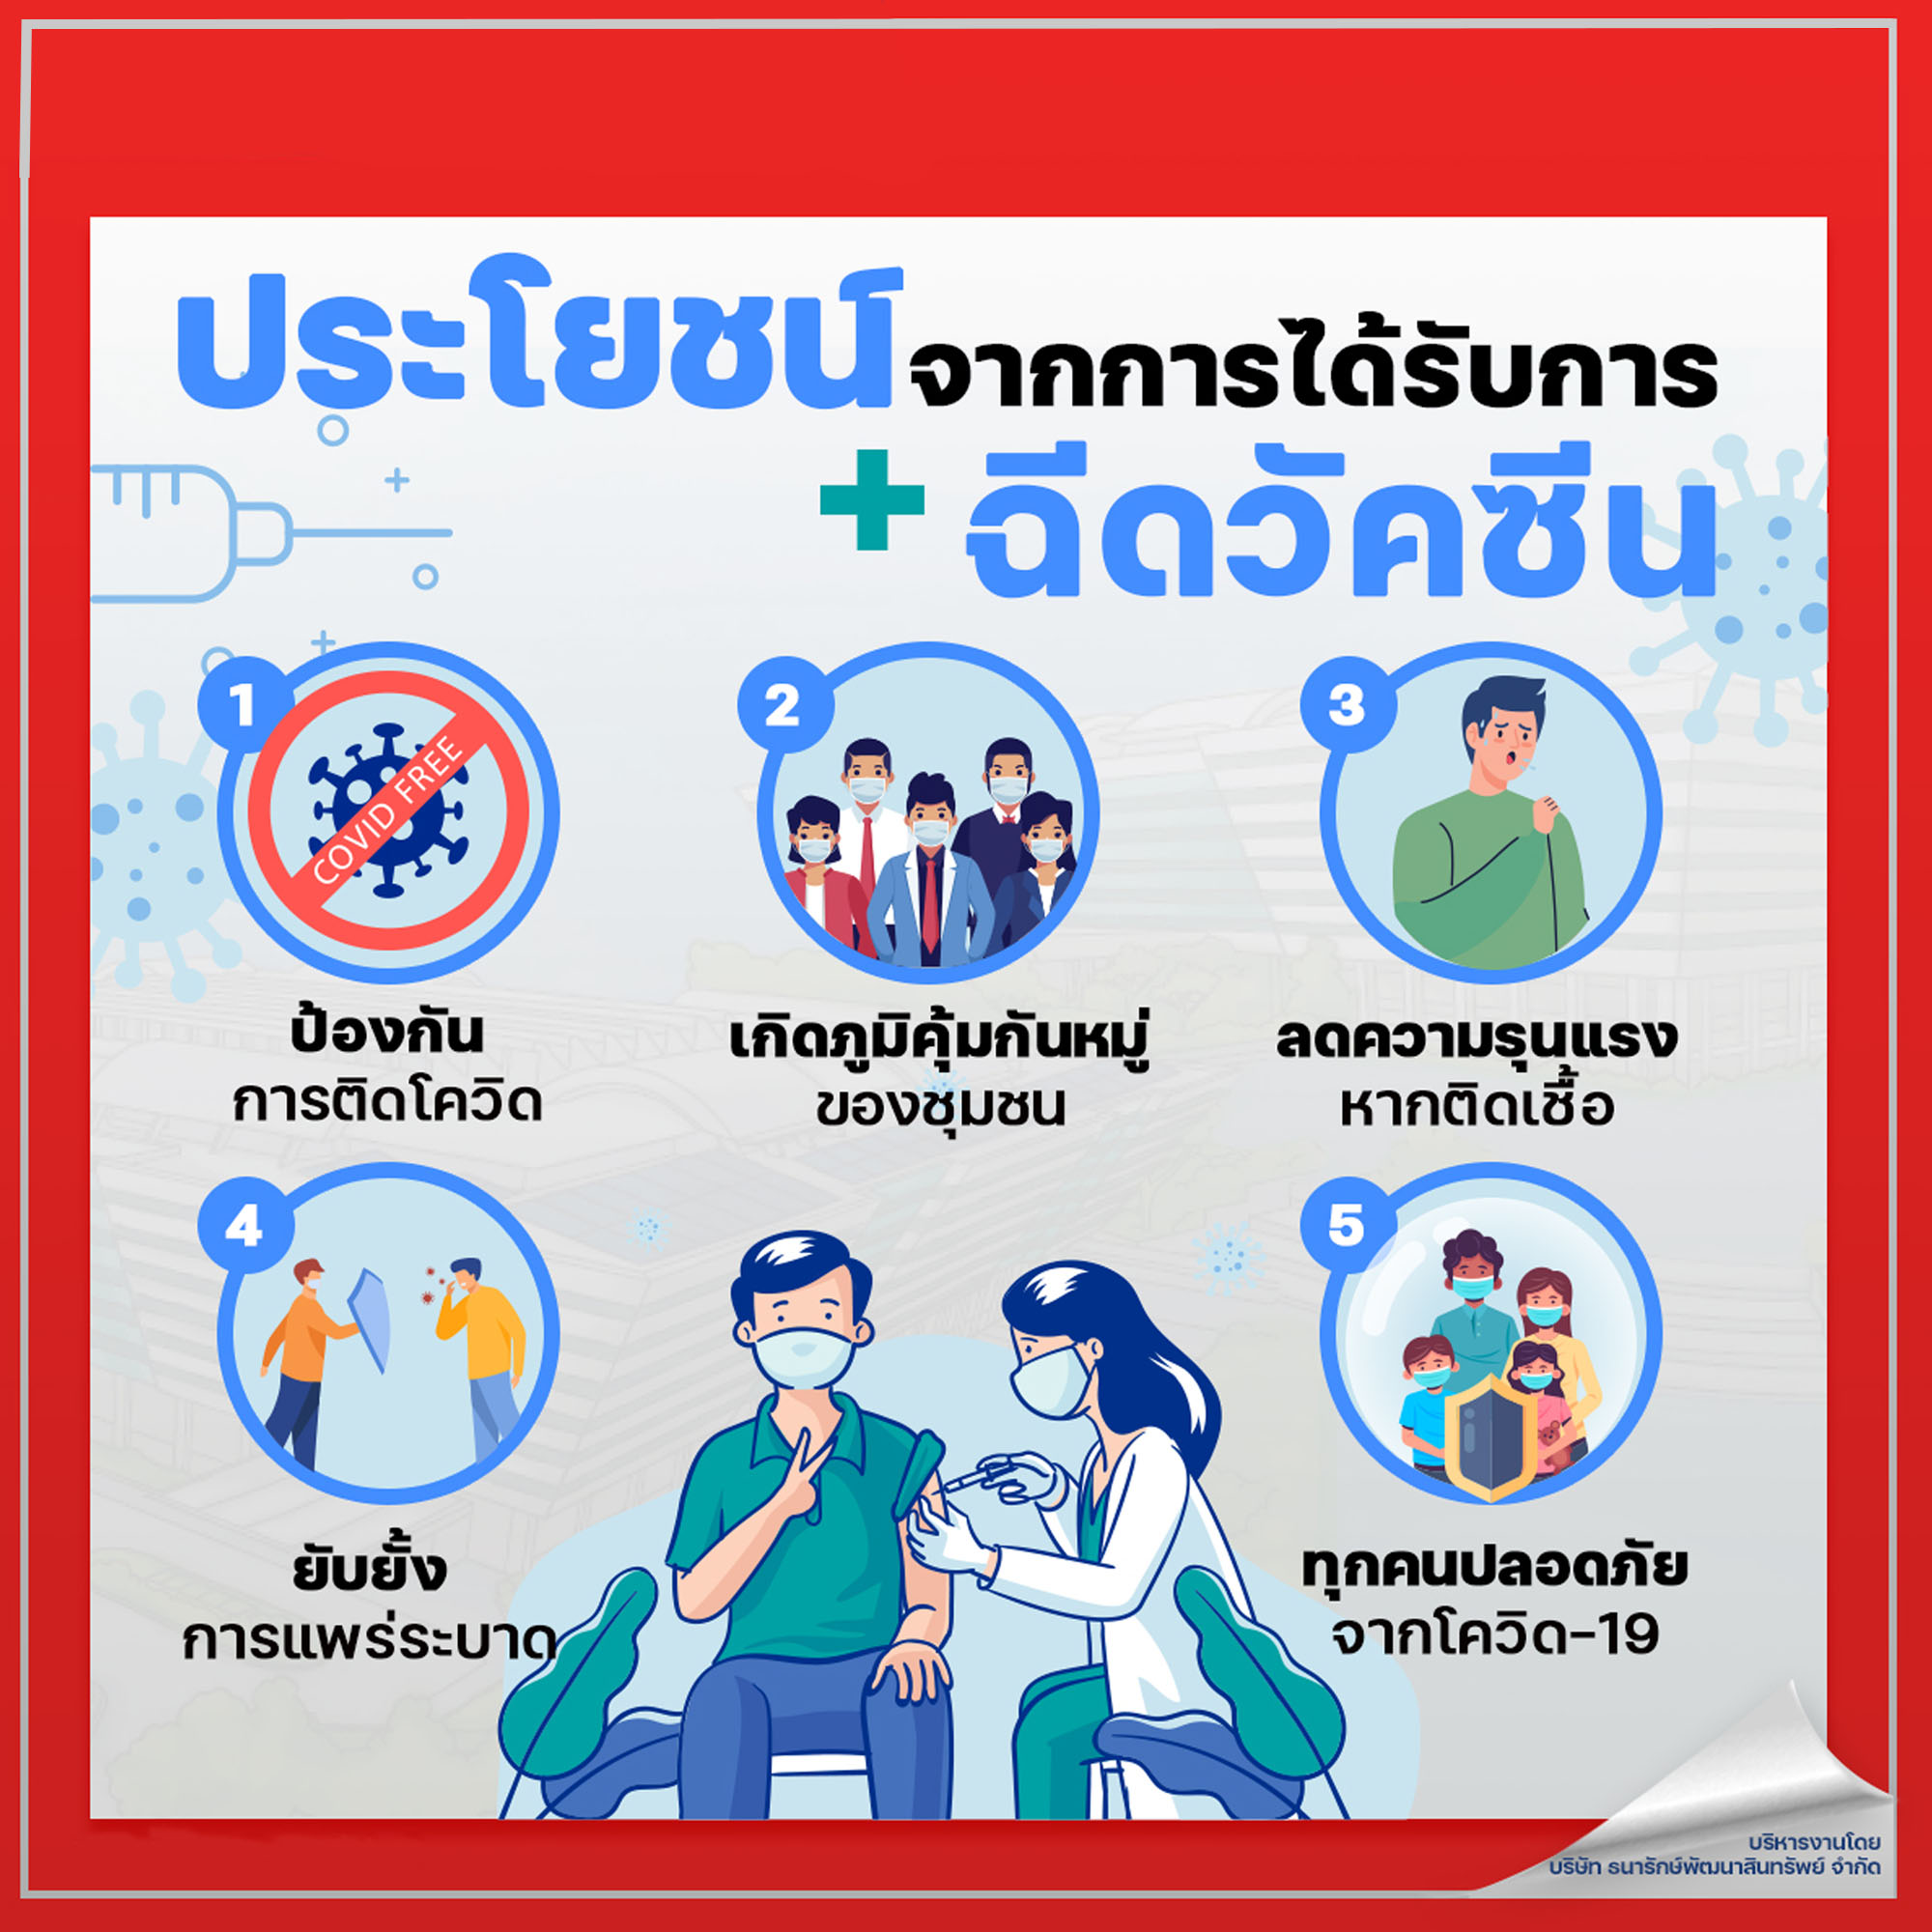 ประโยชน์จากการได้รับการ
+ ฉีดวัคซีน
1
COVID FREE
ป้องกัน
การติดโควิด
2
เกิดภูมิคุ้มกันหมู่
ของชุมชน
3
ลดความรุนแรง
หากติดเชื้อ
4
ยับยั้ง
การแพร่ระบาด
5
ทุกคนปลอดภัย
จากโควิด-19
บริหารงานโดย
บริษัท ธนารักษ์พัฒนาสินทรัพย์ จำกัด